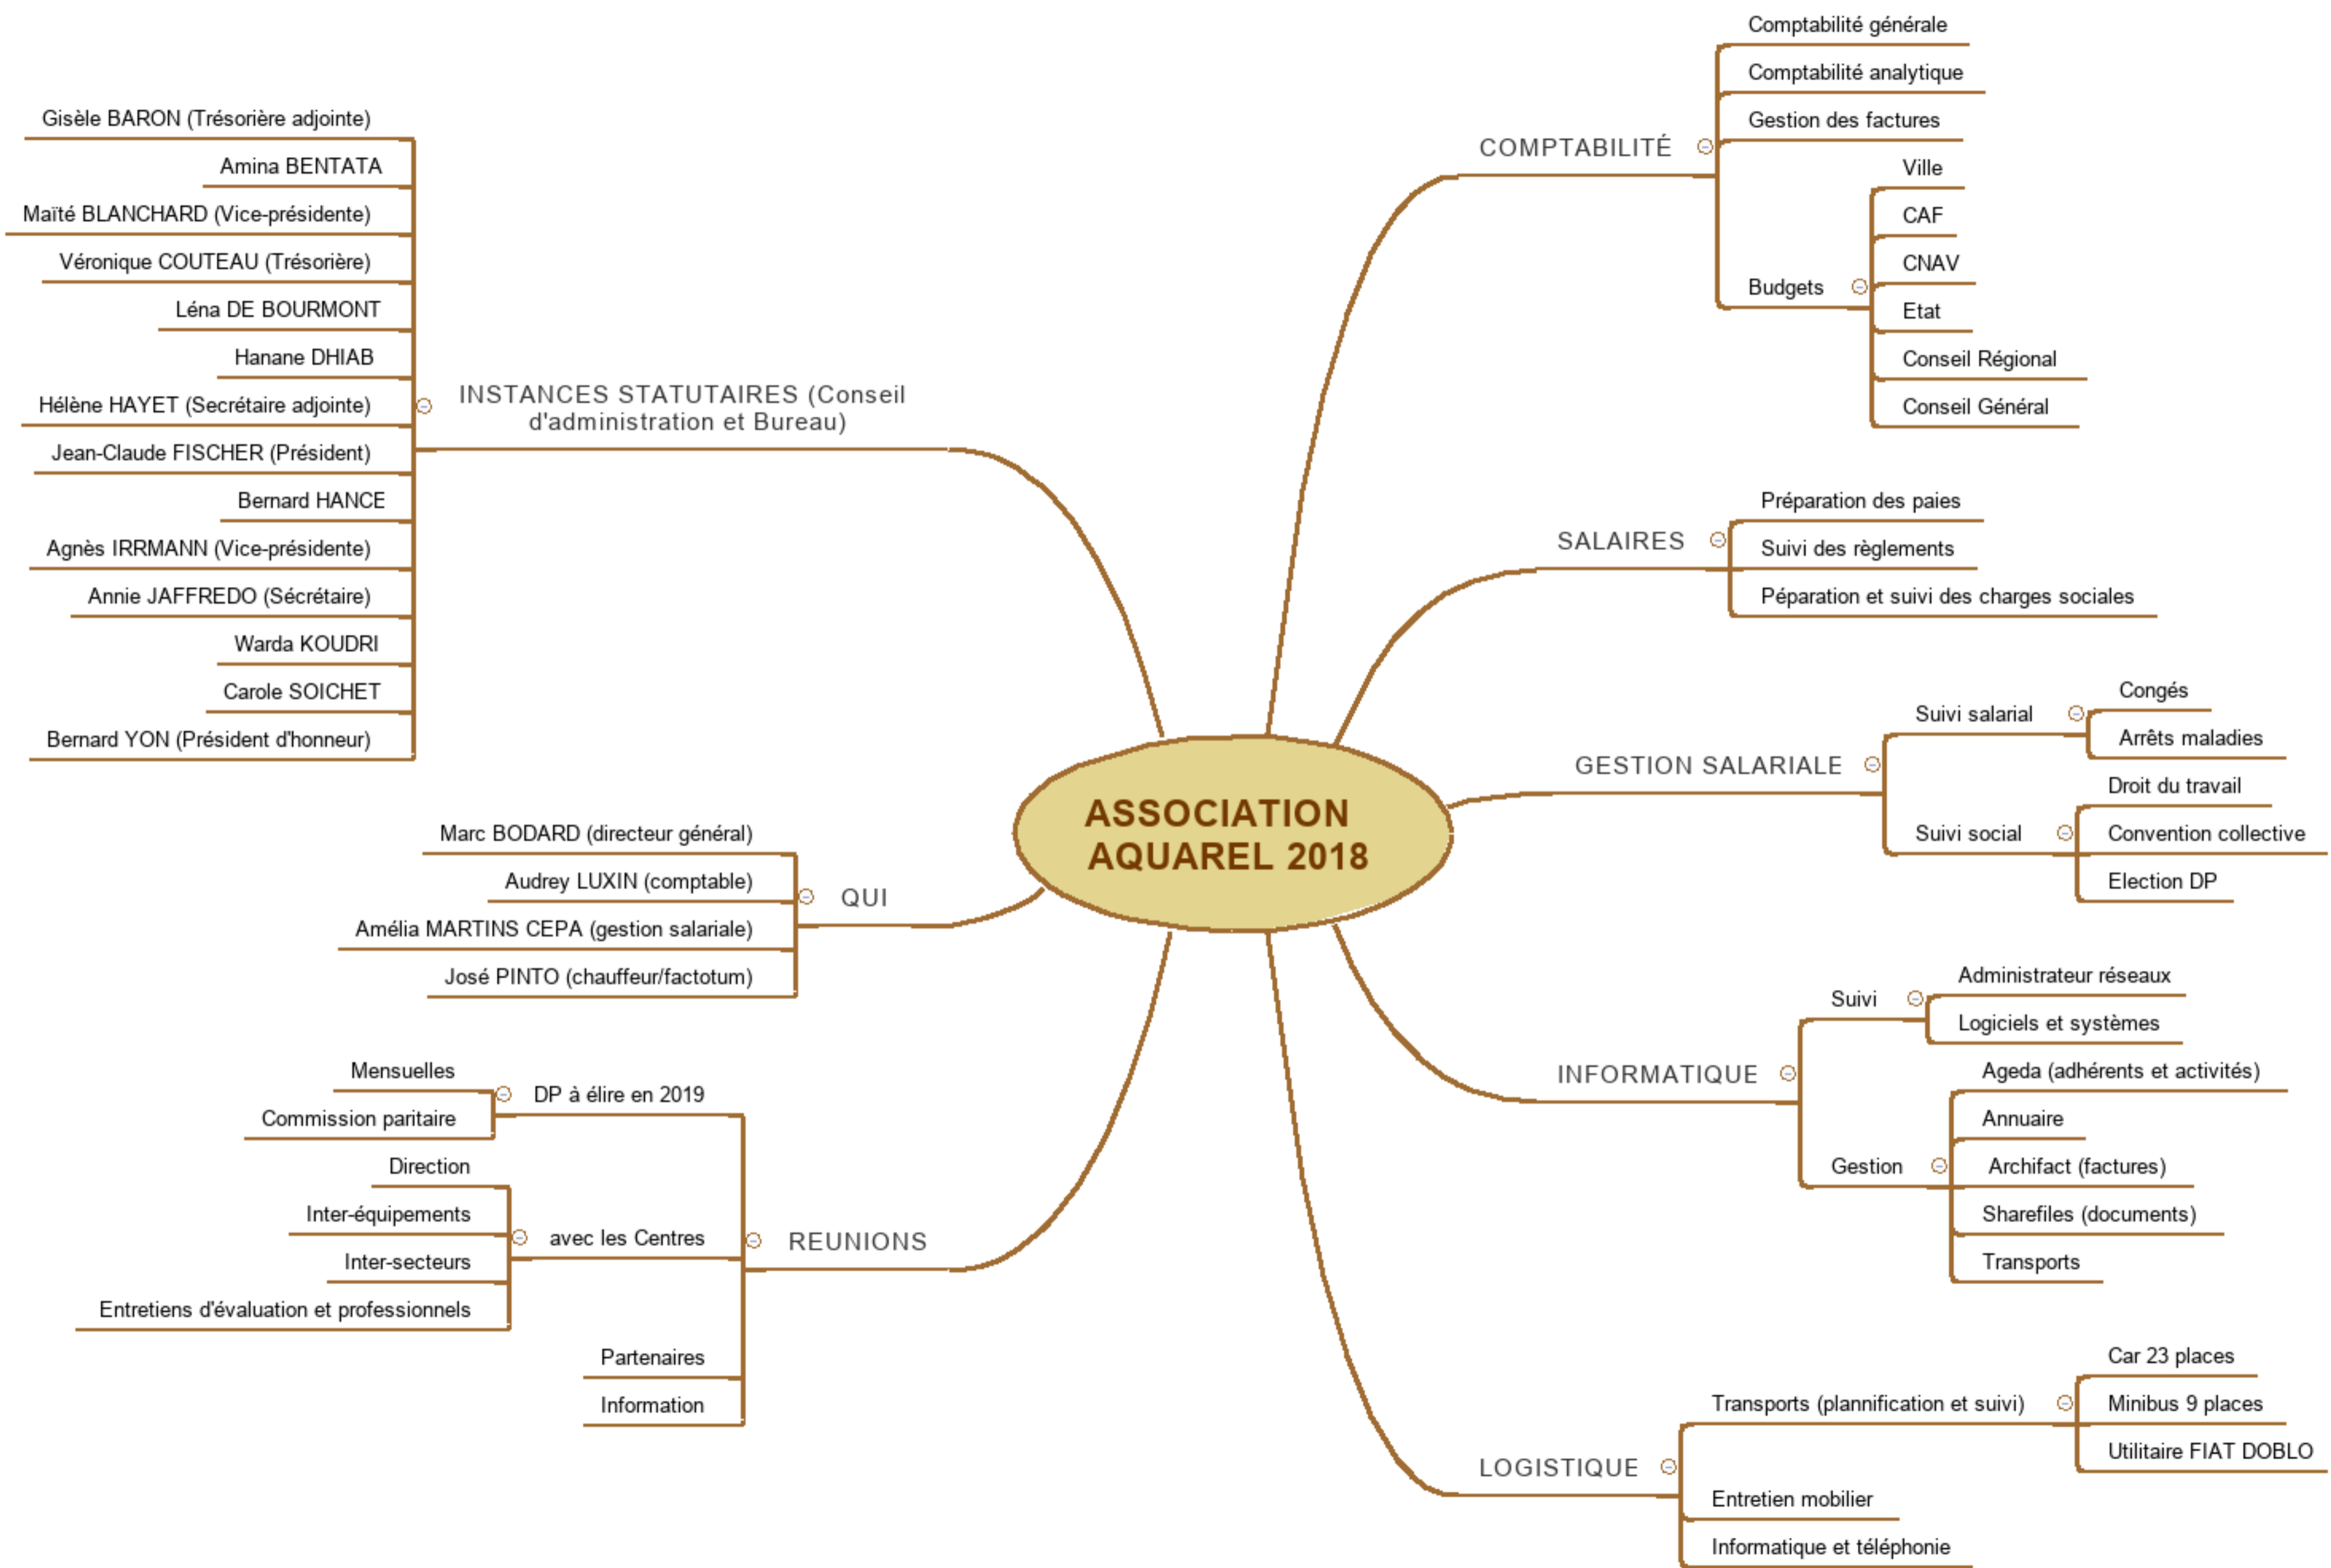 ASSOCIATION
AQUAREL 2018
COMPTABILITÉ
Comptabilité générale
Comptabilité analytique
Gestion des factures
Budgets
Ville
CAF
CNAV
Etat
Conseil Régional
Conseil Général
SALAIRES
Préparation des paies
Suivi des règlements
Péparation et suivi des charges sociales
GESTION SALARIALE
Suivi salarial
Congés
Arrêts maladies
Suivi social
Droit du travail
Convention collective
Election DP
INFORMATIQUE
Suivi
Administrateur réseaux
Logiciels et systèmes
Gestion
Ageda (adhérents et activités)
Annuaire
Archifact (factures)
Sharefiles (documents)
Transports
LOGISTIQUE
Transports (plannification et suivi)
Car 23 places
Minibus 9 places
Utilitaire FIAT DOBLO
Entretien mobilier
Informatique et téléphonie
INSTANCES STATUTAIRES (Conseil
d'administration et Bureau)
Gisèle BARON (Trésorière adjointe)
Amina BENTATA
Maïté BLANCHARD (Vice-présidente)
Véronique COUTEAU (Trésorière)
Léna DE BOURMONT
Hanane DHIAB
Hélène HAYET (Secrétaire adjointe)
Jean-Claude FISCHER (Président)
Bernard HANCE
Agnès IRRMANN (Vice-présidente)
Annie JAFFREDO (Sécrétaire)
Warda KOUDRI
Carole SOICHET
Bernard YON (Président d'honneur)
QUI
Marc BODARD (directeur général)
Audrey LUXIN (comptable)
Amélia MARTINS CEPA (gestion salariale)
José PINTO (chauffeur/factotum)
REUNIONS
DP à élire en 2019
Mensuelles
Commission paritaire
avec les Centres
Direction
Inter-équipements
Inter-secteurs
Entretiens d'évaluation et professionnels
Partenaires
Information